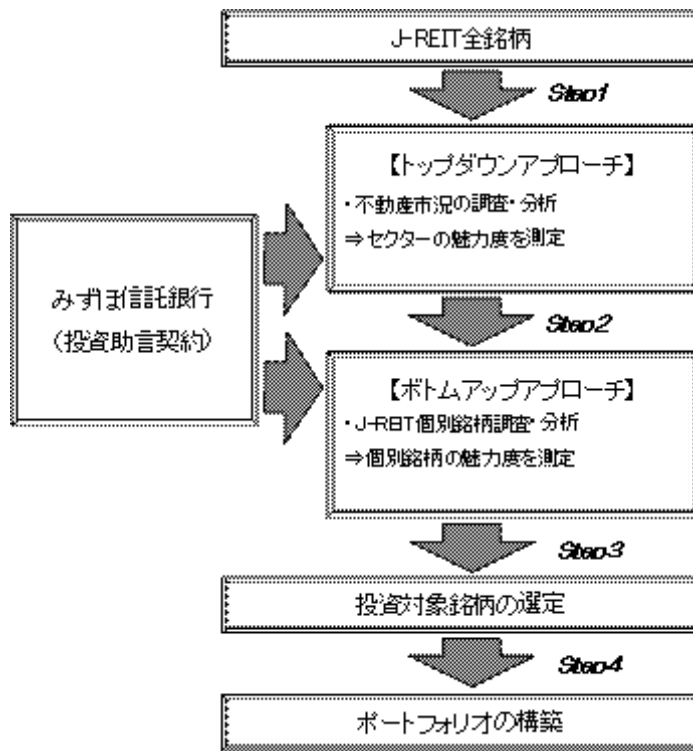 J-REIT全銘柄
Step1
【トップダウンアプローチ】
・不動産市況の調査・分析
⇒セクターの魅力度を測定
みずほ信託銀行
(投資助言契約)
Step2
【ボトムアップアプローチ】
・J-REIT個別銘柄調査・分析
⇒個別銘柄の魅力度を測定
Step3
投資対象銘柄の選定
Step4
ポートフォリオの構築